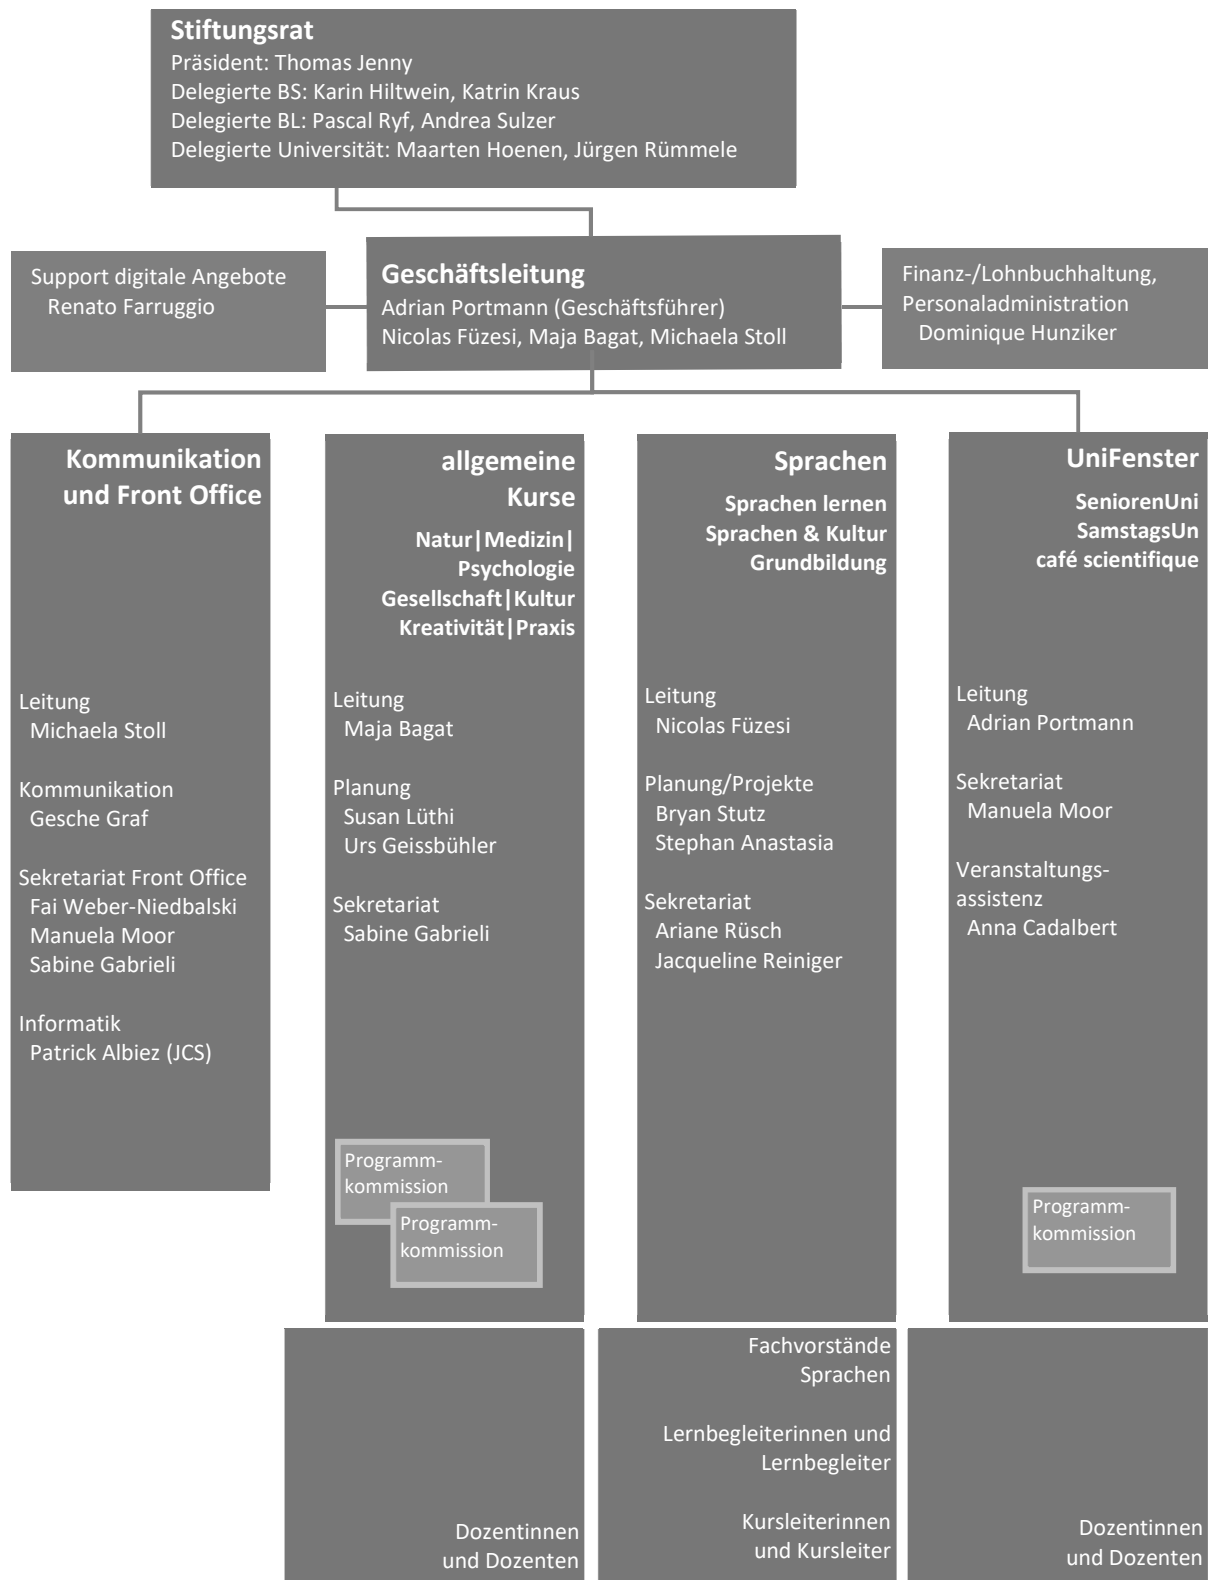 Stiftungsrat
Präsident: Thomas Jenny
Delegierte BS: Karin Hiltwein, Katrin Kraus
Delegierte BL: Pascal Ryf, Andrea Sulzer
Delegierte Universität: Maarten Hoenen, Jürgen Rümmele
Support digitale Angebote
Renato Farruggio
Geschäftsleitung
Adrian Portmann (Geschäftsführer)
Nicolas Füzesi, Maja Bagat, Michaela Stoll
Finanz-/Lohnbuchhaltung,
Personaladministration
Dominique Hunziker
Kommunikation
und Front Office
Leitung
Michaela Stoll
Kommunikation
Gesche Graf
Sekretariat Front Office
Fai Weber-Niedbalski
Manuela Moor
Sabine Gabrieli
Informatik
Patrick Albiez (JCS)
allgemeine
Kurse
Natur|Medizin|
Psychologie
Gesellschaft|Kultur
Kreativität|Praxis
Leitung
Maja Bagat
Planung
Susan Lüthi
Urs Geissbühler
Sekretariat
Sabine Gabrieli
Programm-
kommission
Programm-
kommission
Dozentinnen
und Dozenten
Sprachen
Sprachen lernen
Sprachen & Kultur
Grundbildung
Leitung
Nicolas Füzesi
Planung/Projekte
Bryan Stutz
Stephan Anastasia
Sekretariat
Ariane Rüsch
Jacqueline Reiniger
Fachvorstände
Sprachen
Lernbegleiterinnen und
Lernbegleiter
Kursleiterinnen
und Kursleiter
UniFenster
SeniorenUni
SamstagsUn
café scientifique
Leitung
Adrian Portmann
Sekretariat
Manuela Moor
Veranstaltungs-
assistenz
Anna Cadalbert
Programm-
kommission
Dozentinnen
und Dozenten